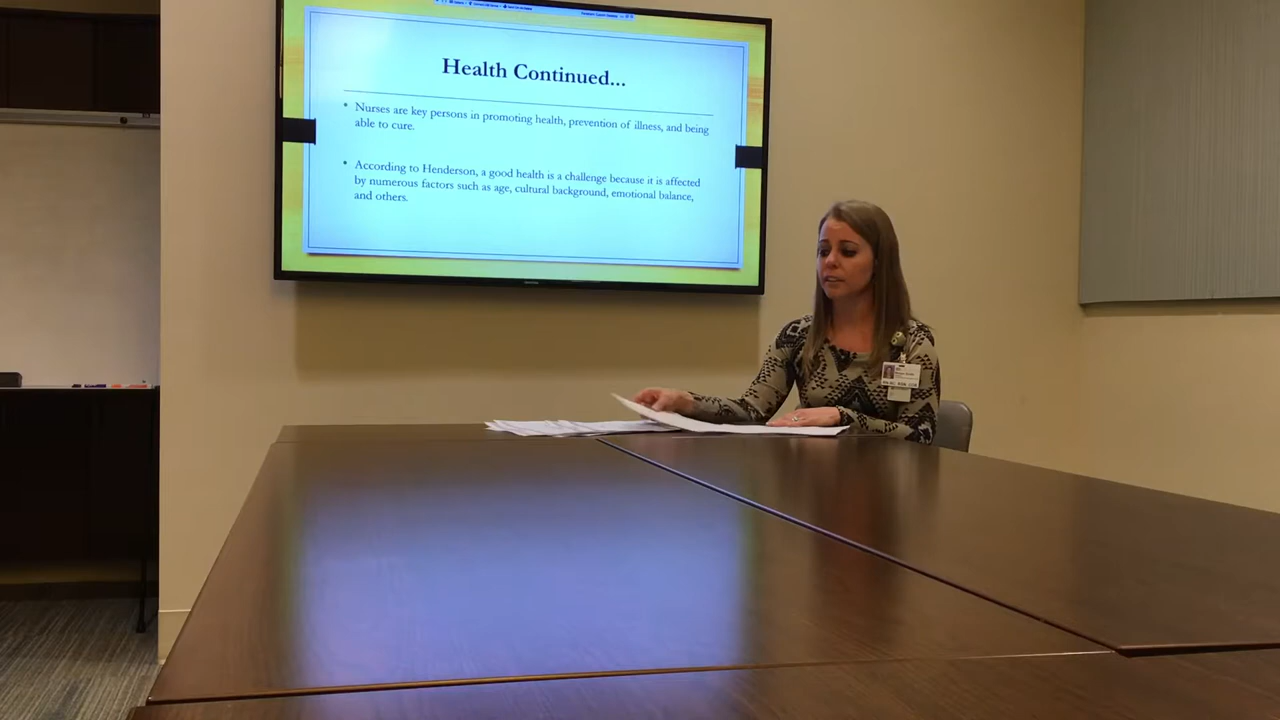 Health Continued...
• Nurses are key persons in promoting health, prevention of illness, and being
able to cure.
• According to Henderson, a good health is a challenge because it is affected
by numerous factors such as age, cultural background, emotional balance,
and others.